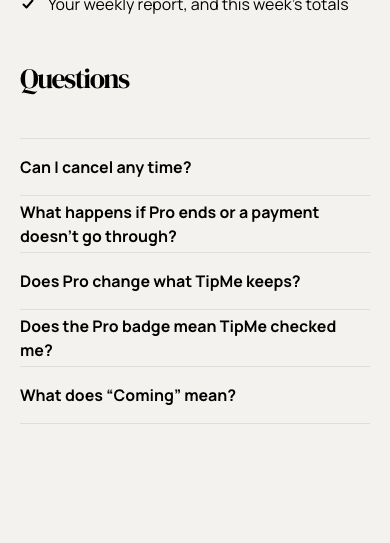 Your weekly report, and this week's totals
Questions
Can I cancel any time?
What happens if Pro ends or a payment
doesn't go through?
Does Pro change what TipMe keeps?
Does the Pro badge mean TipMe checked
me?
What does “Coming” mean?